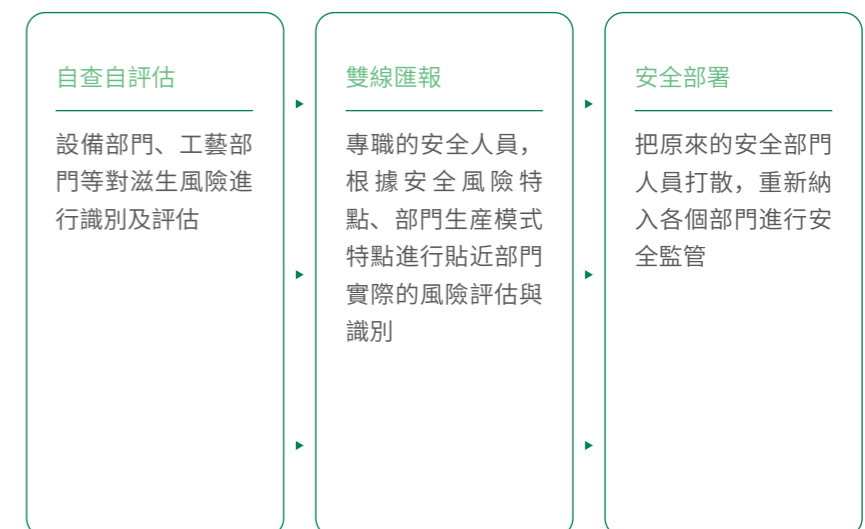 自查自評估
設備部門、工藝部
門等對滋生風險進
行識別及評估
雙線匯報
專職的安全人員，
根據安全風險特
點、部門生產模式
特點進行貼近部門
實際的風險評估與
識別
安全部署
把原來的安全部門
人員打散，重新納
入各個部門進行安
全監管